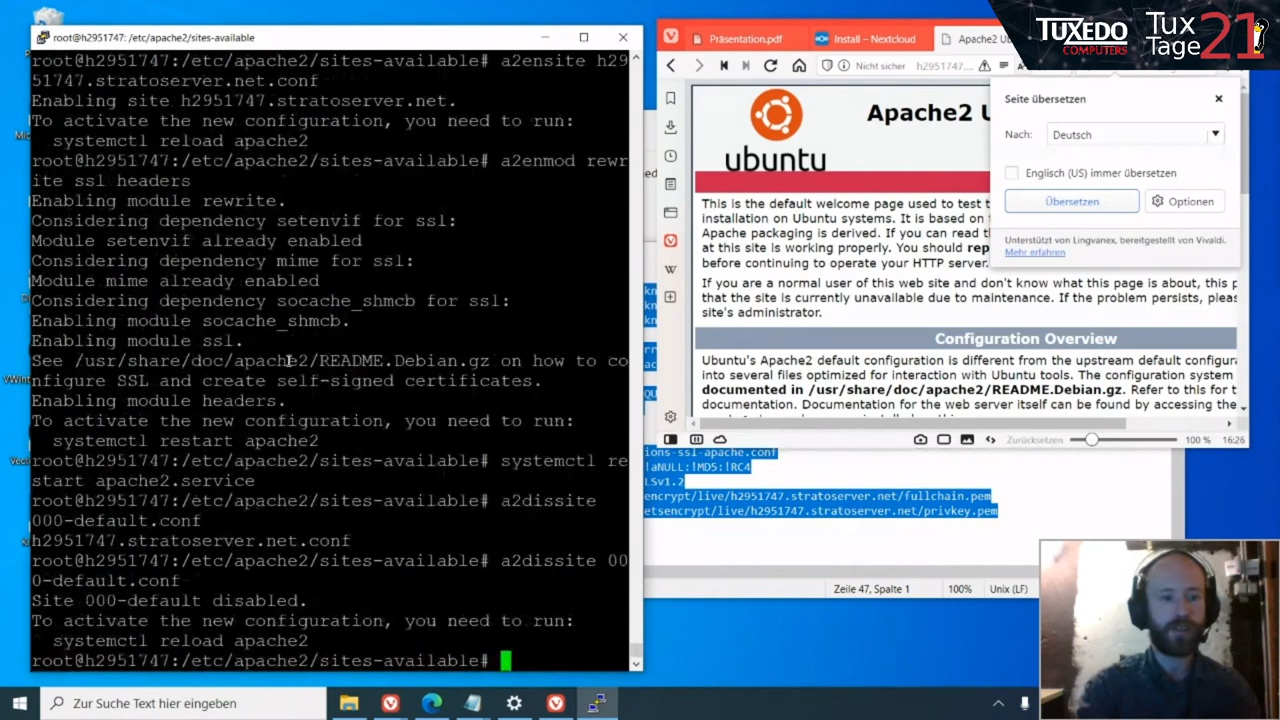 root@h2951747: /etc/apache2/sites-available
root@h2951747:/etc/apache2/sites-available# a2ensite h29
51747.stratoserver.net.conf
Enabling site h2951747.stratoserver.net.
To activate the new configuration, you need to run:
systemctl reload apache2
root@h2951747:/etc/apache2/sites-available# a2enmod rewr
ite ssl headers
Enabling module rewrite.
Considering dependency setenvif for ssl:
Module setenvif already enabled
Considering dependency mime for ssl:
Module mime already enabled
Considering dependency socache_shmcb for ssl:
Enabling module socache_shmcb.
Enabling module ssl.
See /usr/share/doc/apache2/README.Debian.gz on how to co
nfigure SSL and create self-signed certificates.
Enabling module headers.
To activate the new configuration, you need to run:
systemctl restart apache2
root@h2951747:/etc/apache2/sites-available# systemctl re
start apache2.service
root@h2951747:/etc/apache2/sites-available# a2dissite
000-default.conf
h2951747.stratoserver.net.conf
root@h2951747:/etc/apache2/sites-available# a2dissite 00
0-default.conf
Site 000-default disabled.
To activate the new configuration, you need to run:
systemctl reload apache2
root@h2951747:/etc/apache2/sites-available#
Präsentation.pdf
Install – Nextcloud
Apache2 Ub
TUXEDO
COMPUTERS
Tux
Tage
21
Nicht sicher
h2951747....
ubuntu
Apache2 U
This is the default welcome page used to test t
installation on Ubuntu systems. It is based on
Apache packaging is derived. If you can read th
at this site is working properly. You should rep
before continuing to operate your HTTP server.
If you are a normal user of this web site and don't know what this page is about, this p
that the site is currently unavailable due to maintenance. If the problem persists, pleas
site's administrator.
Configuration Overview
Ubuntu's Apache2 default configuration is different from the upstream default configura
into several files optimized for interaction with Ubuntu tools. The configuration system
documented in /usr/share/doc/apache2/README.Debian.gz. Refer to this for t
documentation. Documentation for the web server itself can be found by accessing the
Seite übersetzen
Nach:
Deutsch
Englisch (US) immer übersetzen
Übersetzen
Optionen
Unterstützt von Lingvanex, bereitgestellt von Vivaldi.
Mehr erfahren
Zurücksetzen
100 %
16:26
ions-ssl-apache.conf
!aNULL:!MD5:!RC4
LSv1.2
encrypt/live/h2951747.stratoserver.net/fullchain.pem
etsencrypt/live/h2951747.stratoserver.net/privkey.pem
Zeile 47, Spalte 1
100%
Unix (LF)
Zur Suche Text hier eingeben